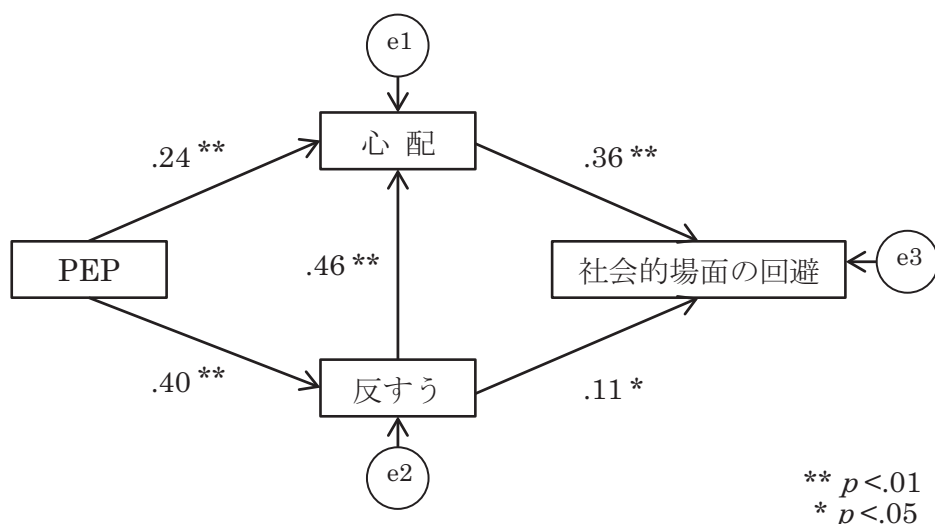 e1
心 配
.24 **
.36 **
PEP
.46 **
社会的場面の回避
e3
.40 **
反すう
.11 *
e2
** p <.01
* p <.05